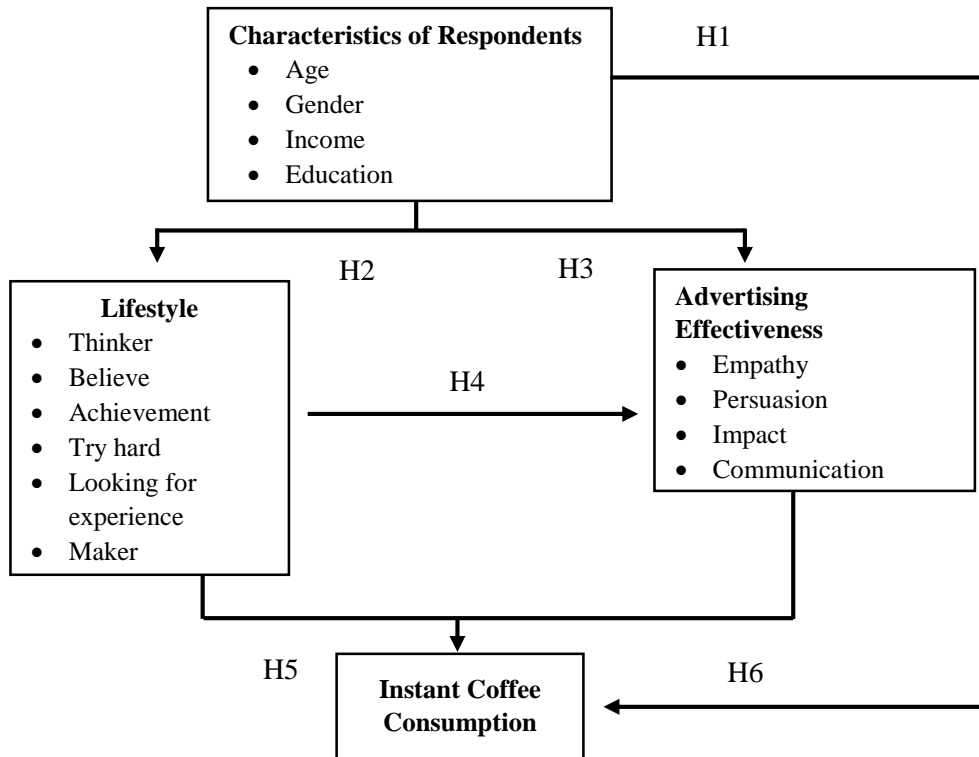 Characteristics of Respondents
• Age
• Gender
• Income
• Education
H1
H2
H3
Lifestyle
• Thinker
• Believe
• Achievement
• Try hard
• Looking for
experience
• Maker
H4
Advertising
Effectiveness
• Empathy
• Persuasion
• Impact
• Communication
H5
Instant Coffee
Consumption
H6